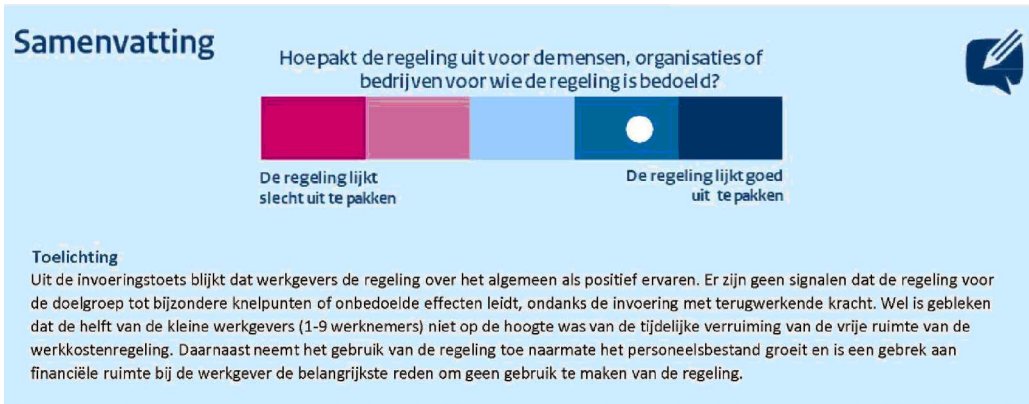 Samenvatting
Hoe pakt de regeling uit voor de mensen, organisaties of
bedrijven voor wie de regeling is bedoeld?
De regeling lijkt
slecht uit te pakken
De regeling lijkt goed
uit te pakken
Toelichting
Uit de invoeringstoets blijkt dat werkgevers de regeling over het algemeen als positief ervaren. Er zijn geen signalen dat de regeling voor
de doelgroep tot bijzondere knelpunten of onbedoelde effecten leidt, ondanks de invoering met terugwerkende kracht. Wel is gebleken
dat de helft van de kleine werkgevers (1-9 werknemers) niet op de hoogte was van de tijdelijke verruiming van de vrije ruimte van de
werkkostenregeling. Daarnaast neemt het gebruik van de regeling toe naarmate het personeelsbestand groeit en is een gebrek aan
financiële ruimte bij de werkgever de belangrijkste reden om geen gebruik te maken van de regeling.